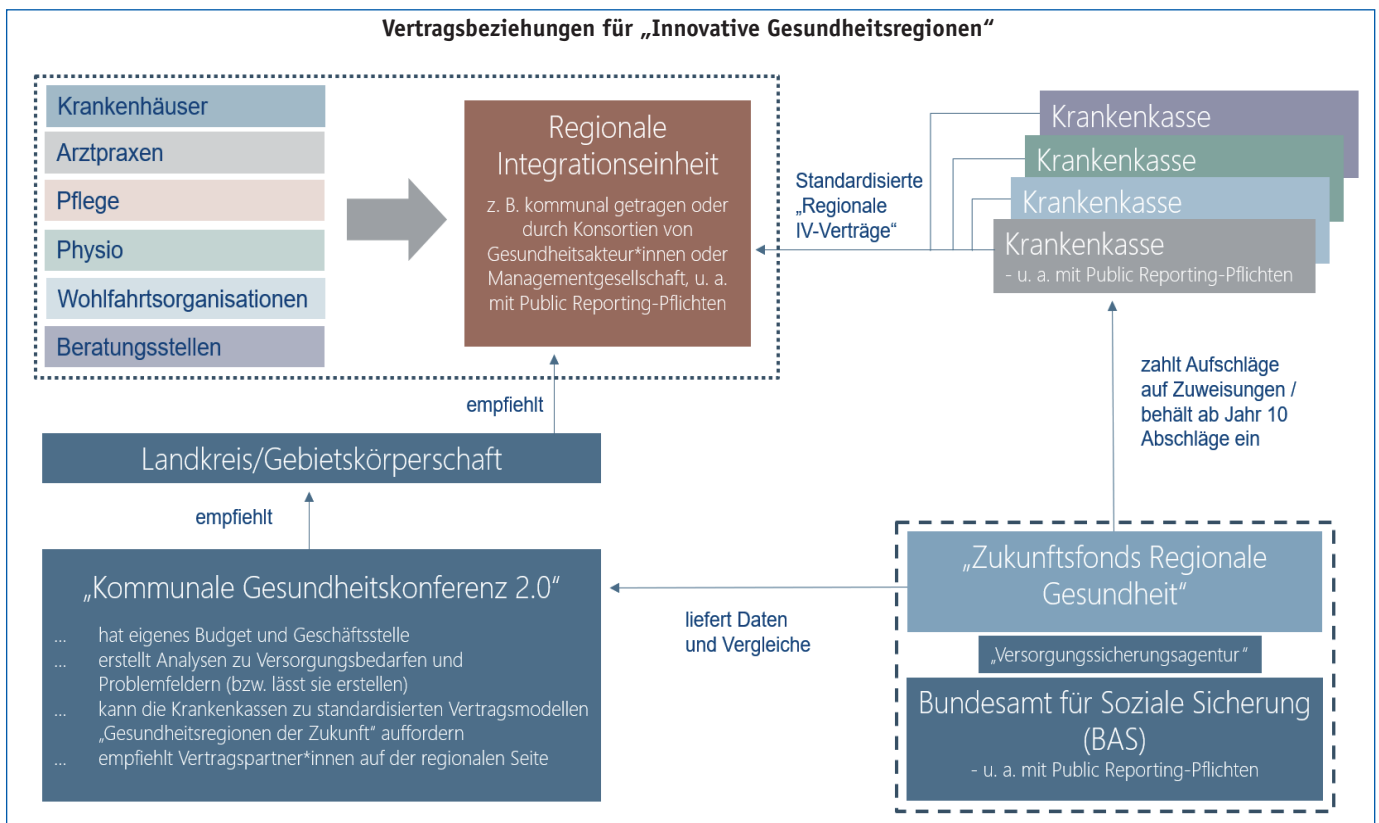 Vertragsbeziehungen für „Innovative Gesundheitsregionen“
Krankenhäuser
Arztpraxen
Pflege
Physio
Wohlfahrtsorganisationen
Beratungsstellen
Regionale
Integrationseinheit
z. B. kommunal getragen oder
durch Konsortien von
Gesundheitsakteur*innen oder
Managementgesellschaft, u. a.
mit Public Reporting-Pflichten
Standardisierte
„Regionale
IV-Verträge“
Krankenkasse
Krankenkasse
Krankenkasse
Krankenkasse
- u. a. mit Public Reporting-Pflichten
zahlt Aufschläge
auf Zuweisungen /
behält ab Jahr 10
Abschläge ein
empfiehlt
Landkreis/Gebietskörperschaft
empfiehlt
„Kommunale Gesundheitskonferenz 2.0“
... hat eigenes Budget und Geschäftsstelle
... erstellt Analysen zu Versorgungsbedarfen und
Problemfeldern (bzw. lässt sie erstellen)
... kann die Krankenkassen zu standardisierten Vertragsmodellen
„Gesundheitsregionen der Zukunft“ auffordern
... empfiehlt Vertragspartner*innen auf der regionalen Seite
liefert Daten
und Vergleiche
„Zukunftsfonds Regionale
Gesundheit“
„Versorgungssicherungsagentur“
Bundesamt für Soziale Sicherung
(BAS)
- u. a. mit Public Reporting-Pflichten